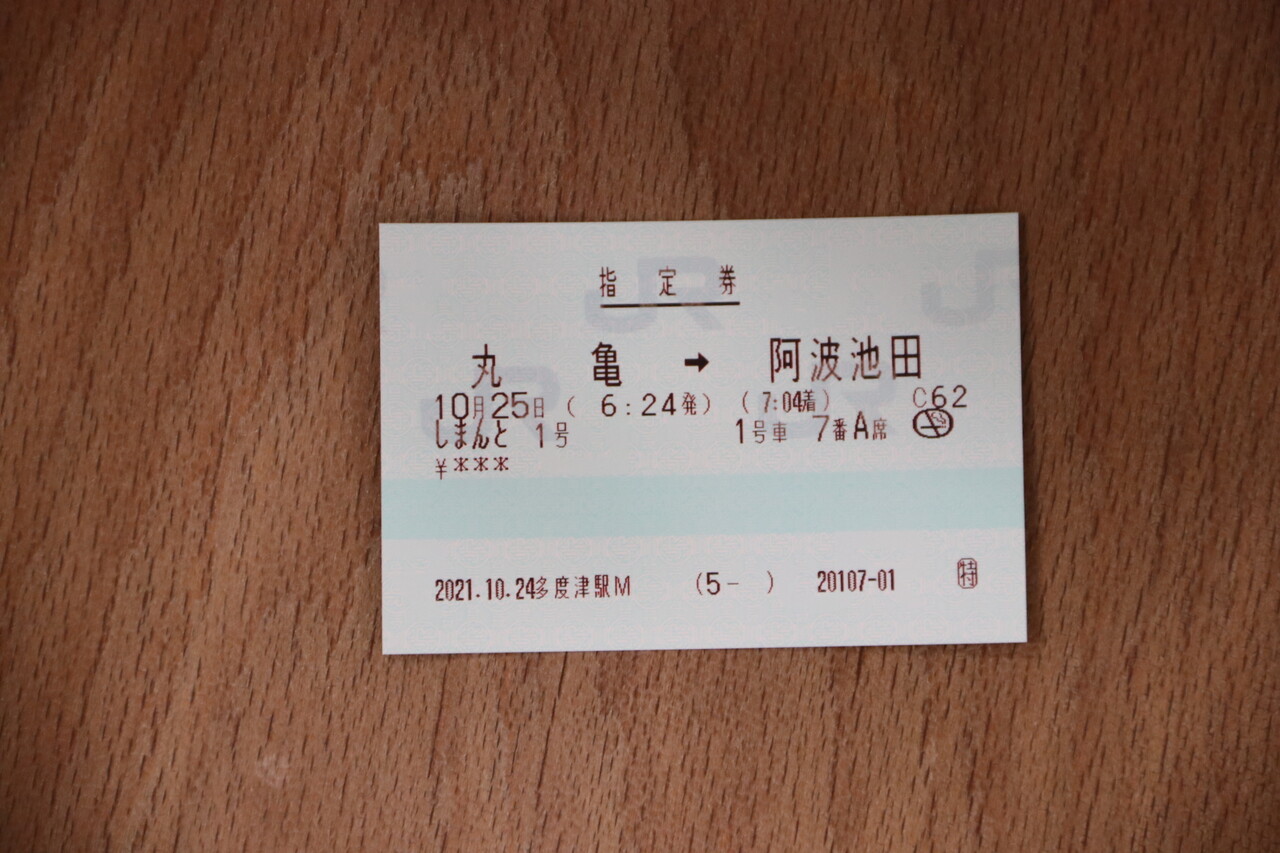 指定券
丸亀 → 阿波池田
10月25日 ( 6:24発) ( 7:04着) C62
しまんと 1号 1号車 7番A席
¥***
2021.10.24多度津駅M (5- ) 20107-01 特